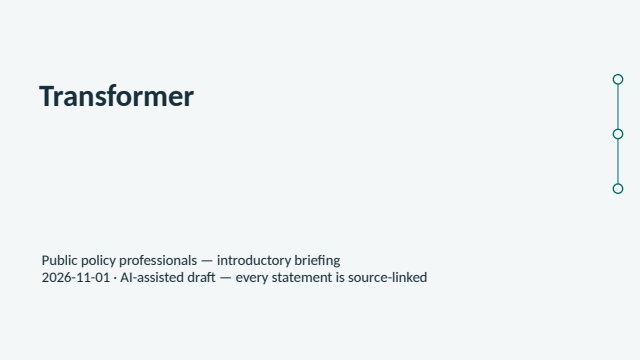 Transformer
Public policy professionals — introductory briefing
2026-11-01 · AI-assisted draft — every statement is source-linked